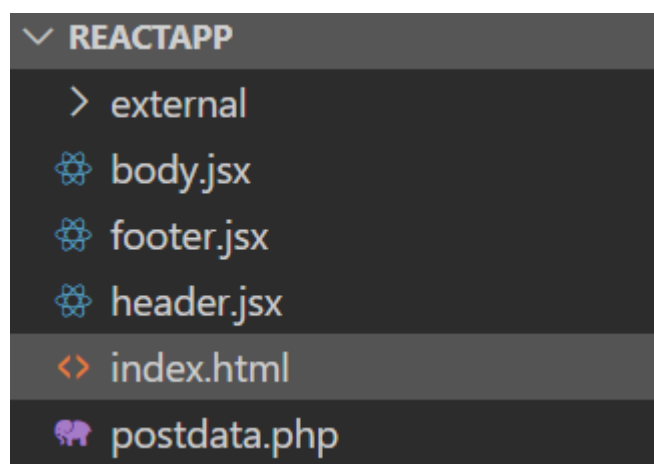 REACTAPP
external
body.jsx
footer.jsx
header.jsx
index.html
postdata.php